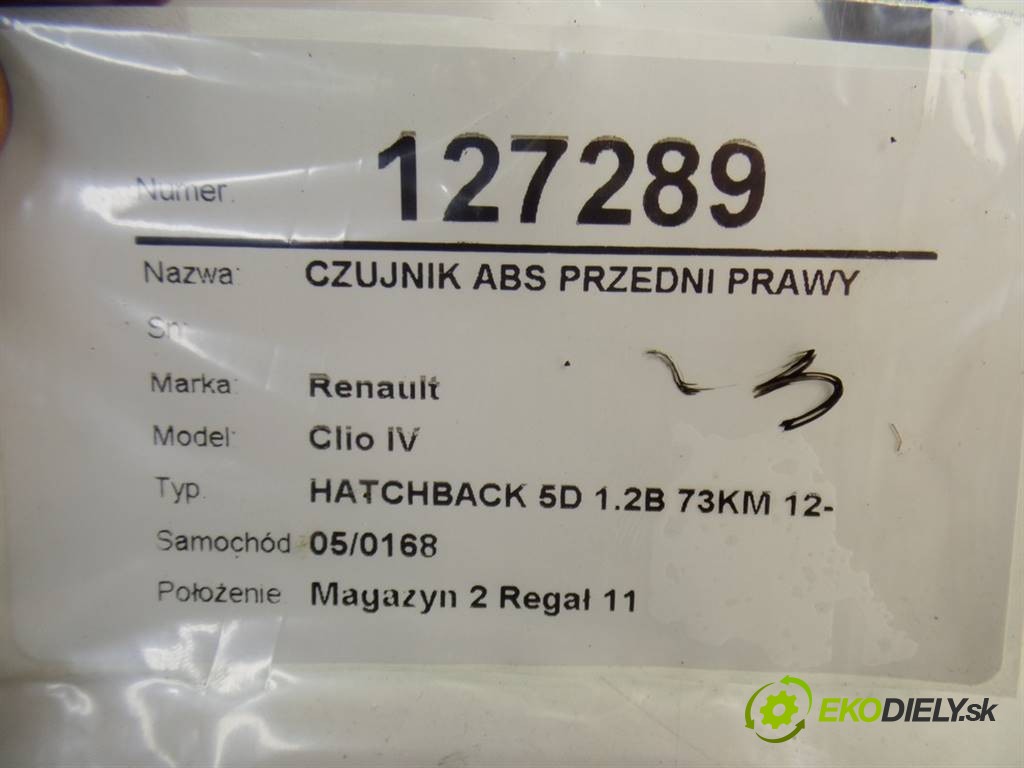 Numer: 127289
Nazwa: CZUJNIK ABS PRZEDNI PRAWY
Sn:
Marka: Renault
Model: Clio IV
Typ. HATCHBACK 5D 1.2B 73KM 12-
Samochód 05/0168
Położenie Magazyn 2 Regał 11
EKODIELY.sk